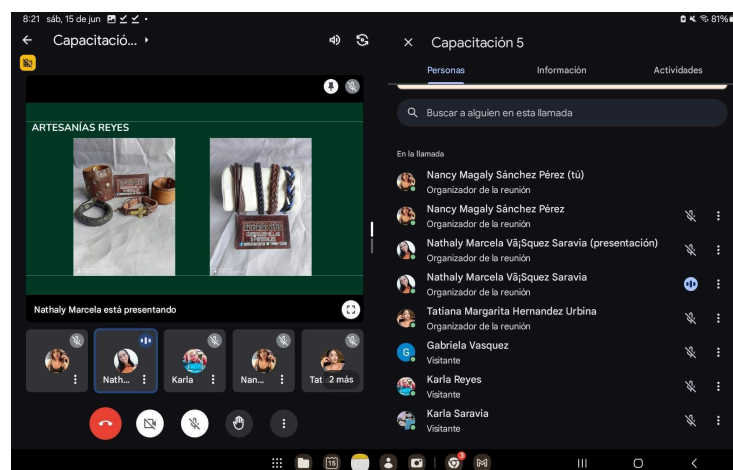 8:21 sáb, 15 de jun
81%
Capacitació...
ARTESANÍAS REYES
Nathaly Marcela está presentando
Nath...
Karla
Nan...
Tat
2 más
Capacitación 5
Personas
Información
Actividades
Buscar a alguien en esta llamada
En la llamada
Nancy Magaly Sánchez Pérez (tú)
Organizador de la reunión
Nancy Magaly Sánchez Pérez
Organizador de la reunión
Nathaly Marcela Vã¡Squez Saravia (presentación)
Organizador de la reunión
Nathaly Marcela Vã¡Squez Saravia
Organizador de la reunión
Tatiana Margarita Hernandez Urbina
Organizador de la reunión
G
Gabriela Vasquez
Visitante
Karla Reyes
Visitante
Karla Saravia
Visitante
15
3